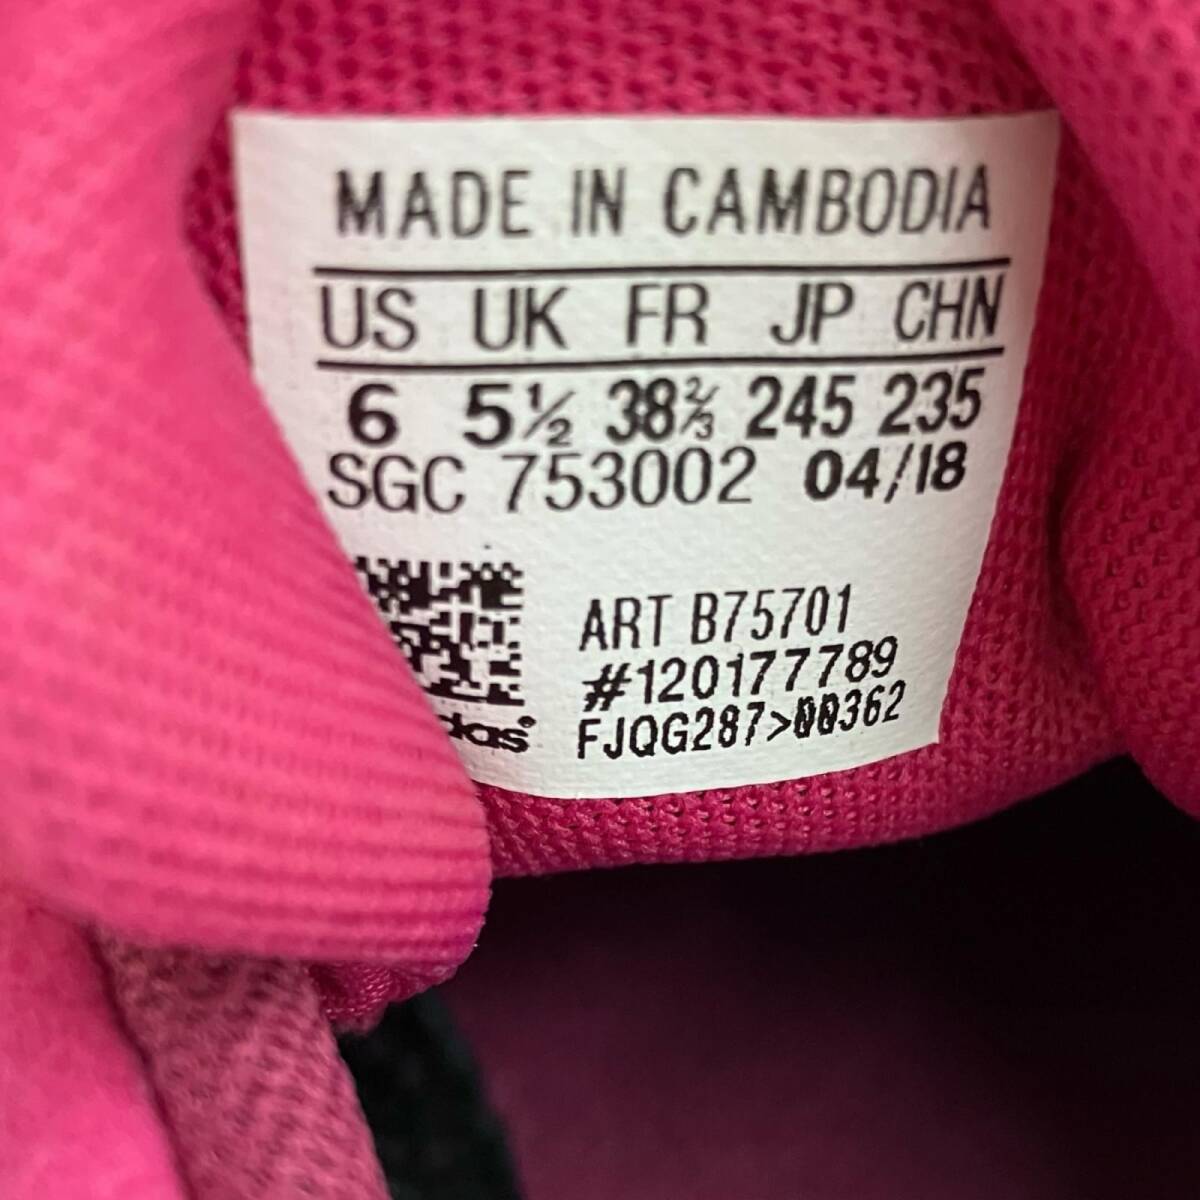 MADE IN CAMBODIA
US UK FR JP CHN
6 5½ 38⅔ 245 235
SGC 753002 04/18
ART B75701
#120177789
FJQG287>00362
das®